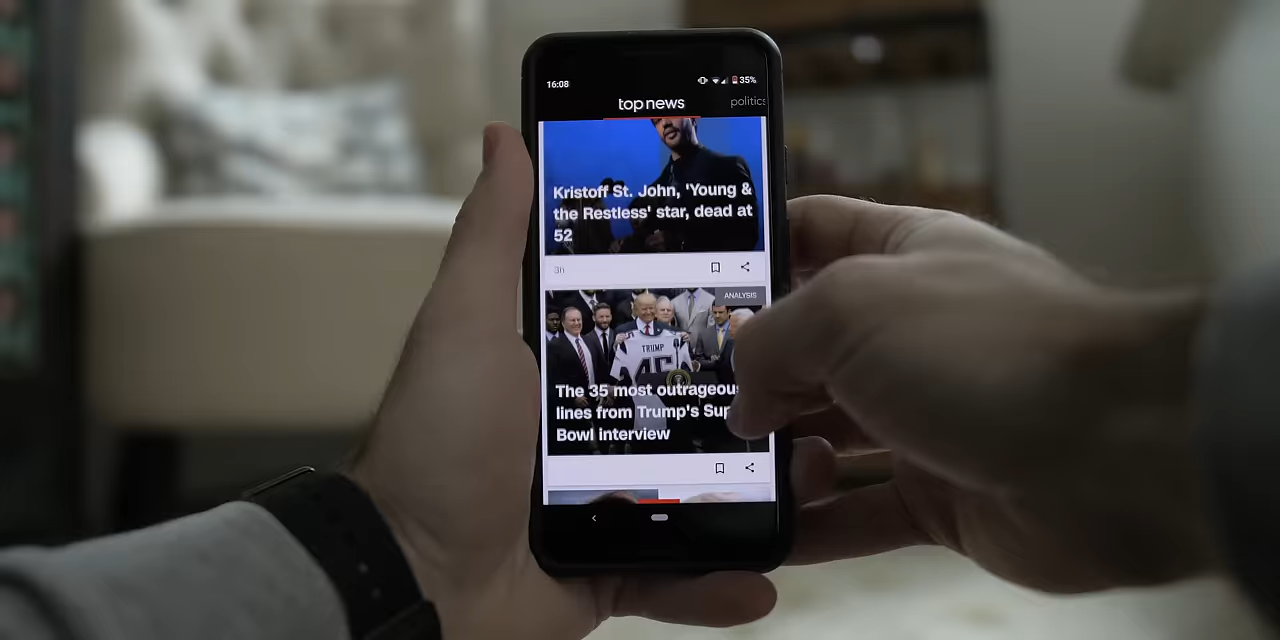 16:08
35%
top news
politics
Kristoff St. John, 'Young &
the Restless' star, dead at
52
3h
ANALYSIS
TRUMP
The 35 most outrageous
lines from Trump's
Bowl interview